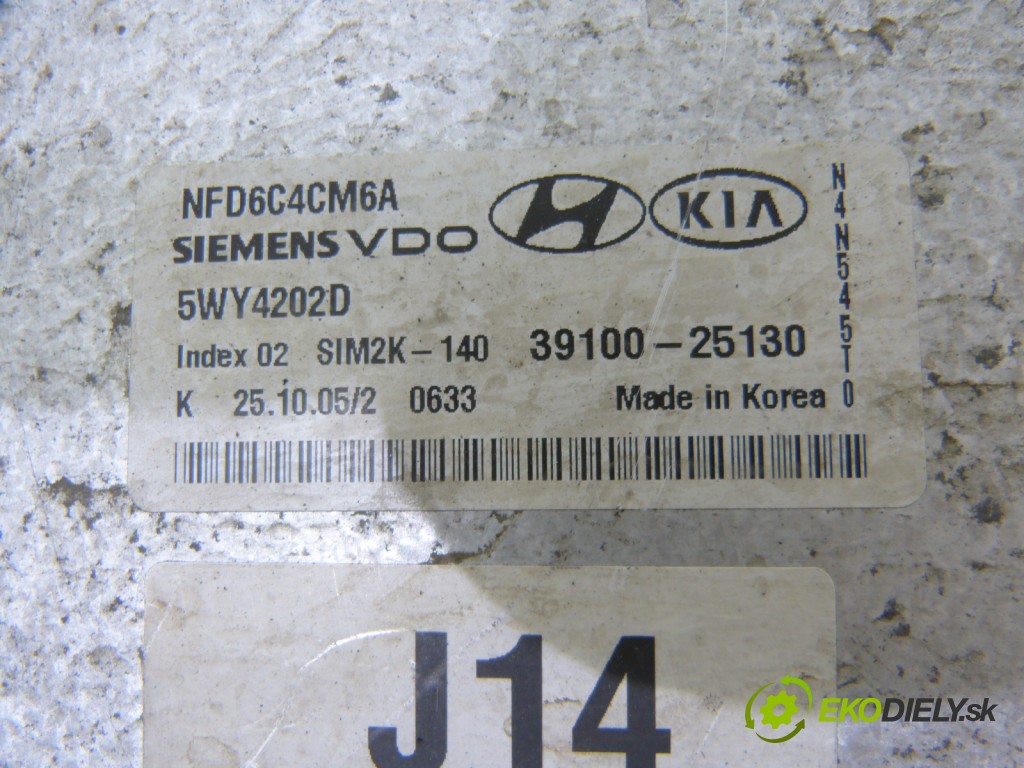 NFD6C4CM6A
SIEMENS VDO
KIA
5WY4202D
Index 02 SIM2K-140 39100-25130
K 25.10.05/2 0633 Made in Korea
N4N545T0
J14
EKODIELY.sk